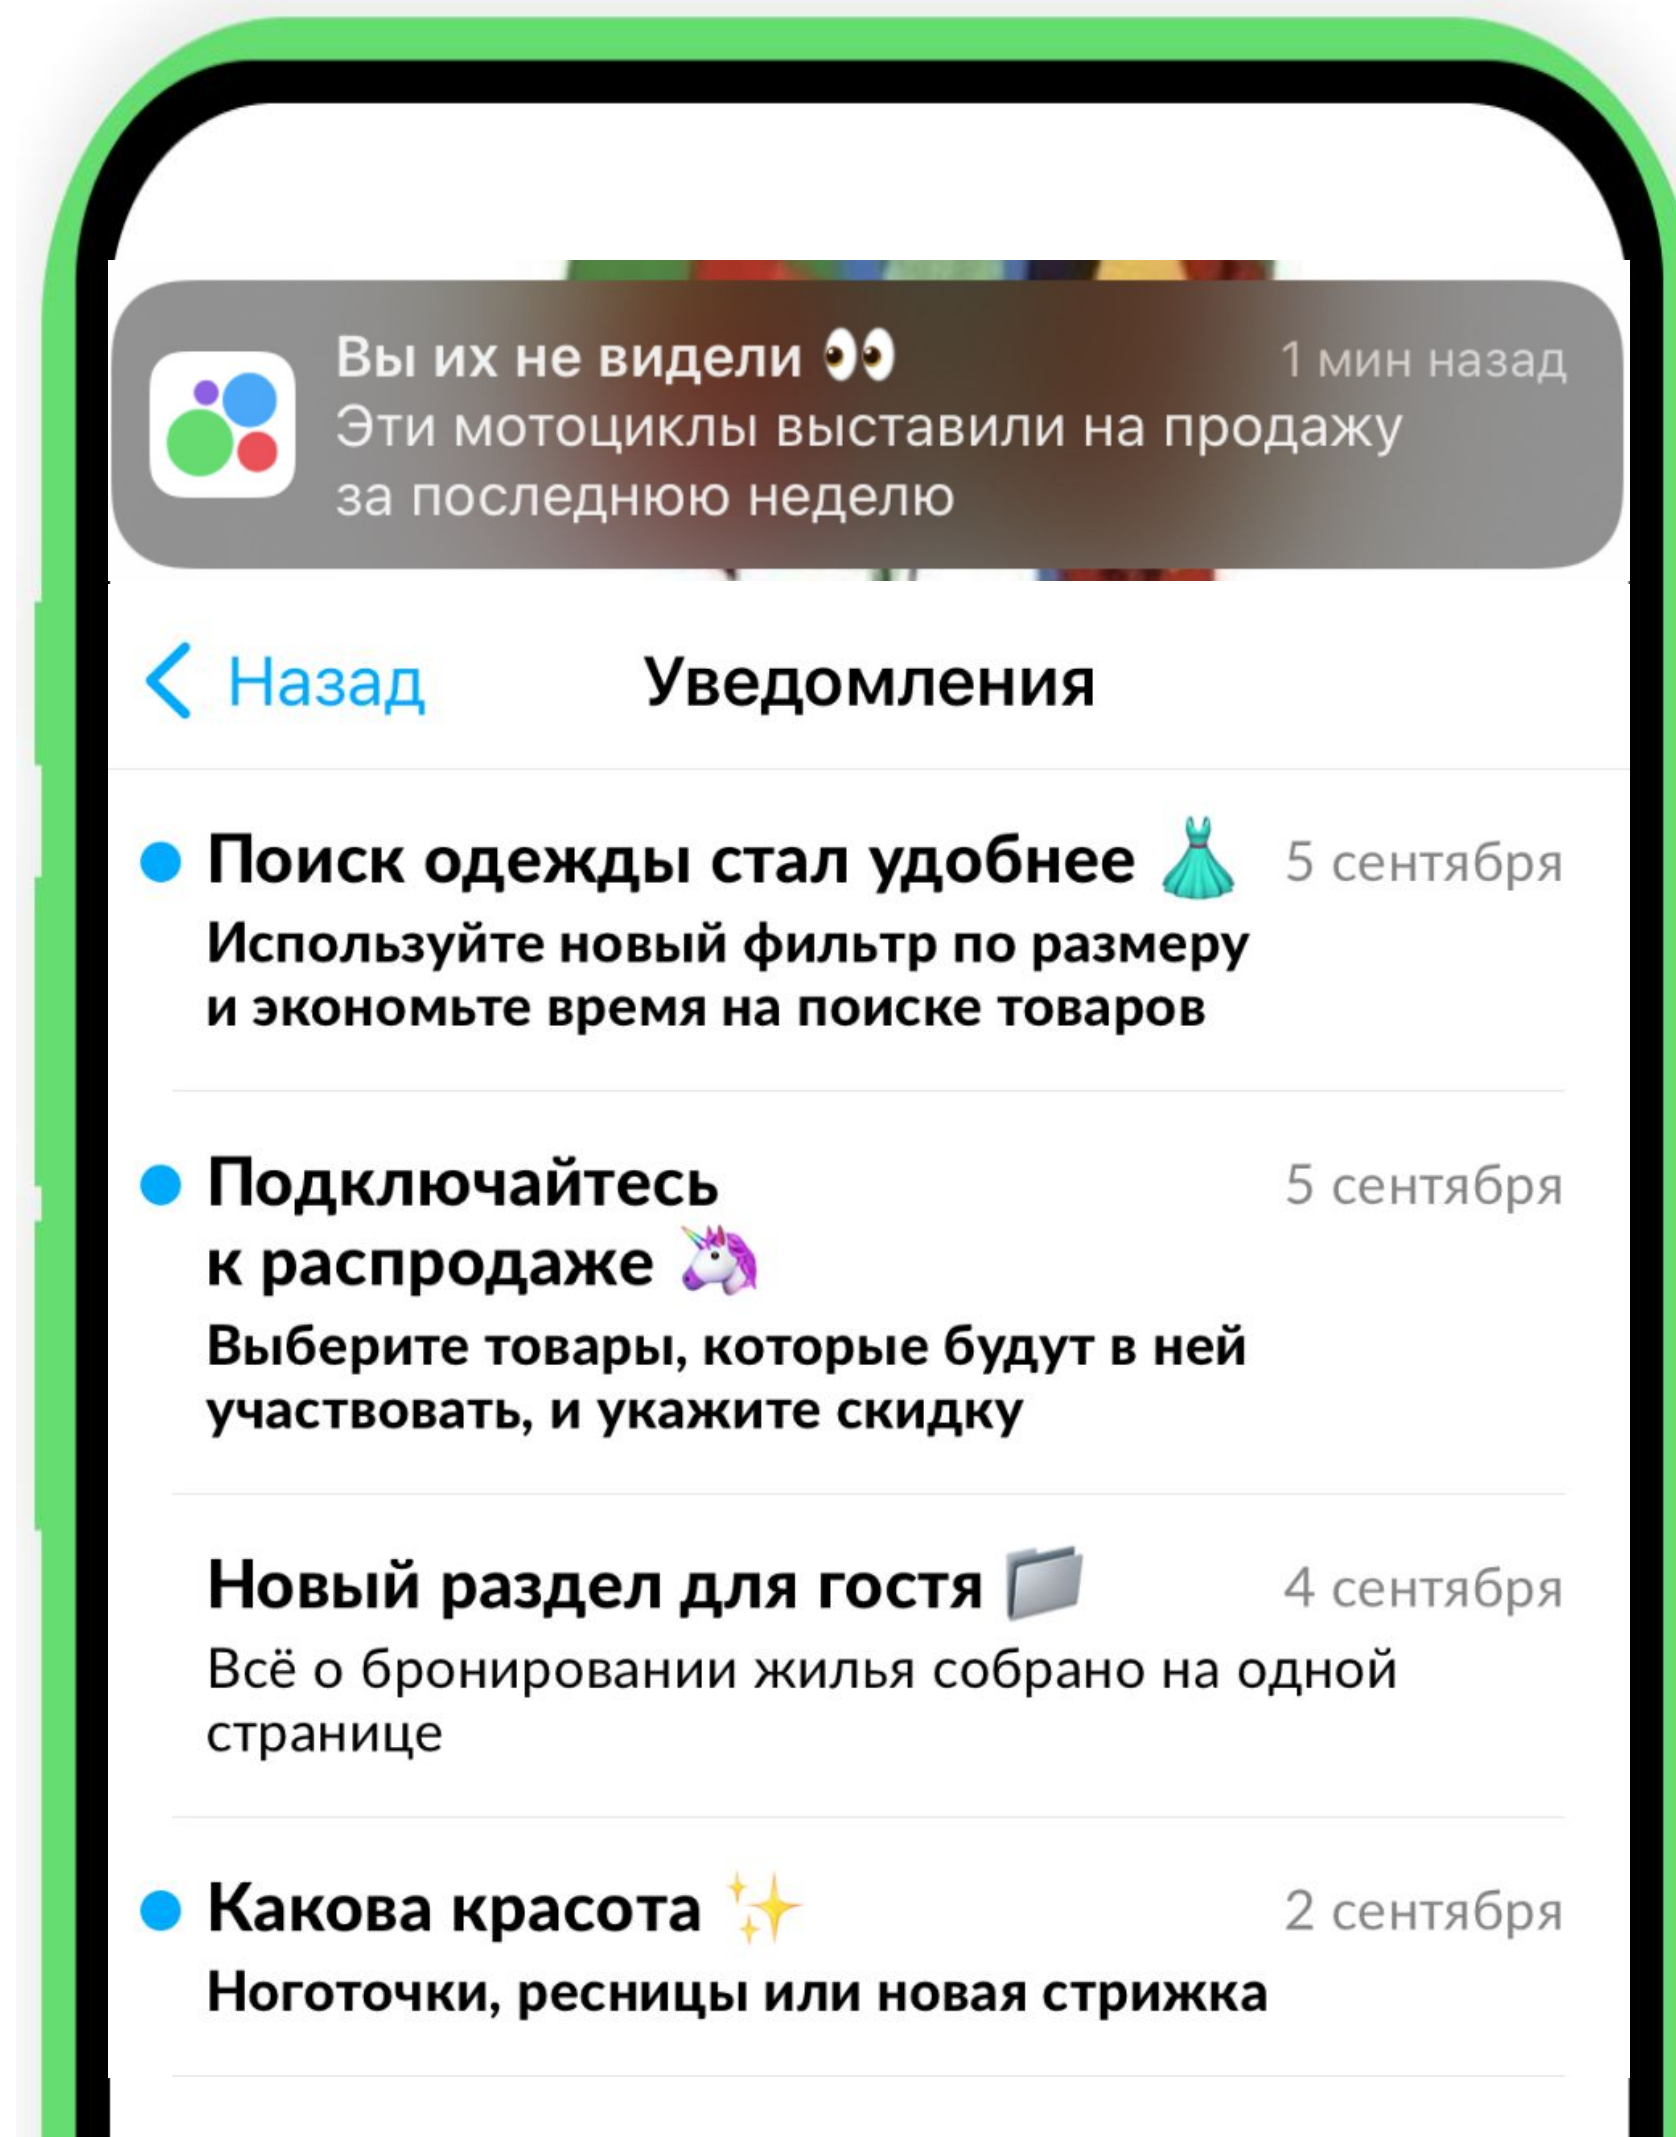 Вы их не видели 👀 1 мин назад
Эти мотоциклы выставили на продажу
за последнюю неделю
Назад Уведомления
Поиск одежды стал удобнее 👗 5 сентября
Используйте новый фильтр по размеру
и экономьте время на поиске товаров
Подключайтесь 5 сентября
к распродаже 🦄
Выберите товары, которые будут в ней
участвовать, и укажите скидку
Новый раздел для гостя 📁 4 сентября
Всё о бронировании жилья собрано на одной
странице
Какова красота ✨ 2 сентября
Ноготочки, ресницы или новая стрижка